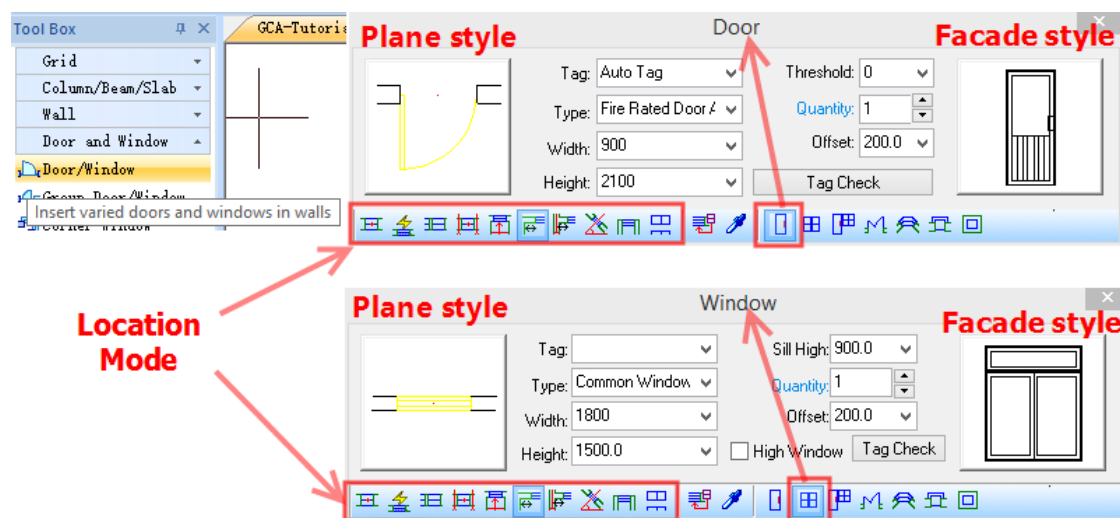 Tool Box
GCA-Tutoris
Grid
Column/Beam/Slab
Wall
Door and Window
Door/Window
Group Door/Window
Insert varied doors and windows in walls
Corner Window
Door
Plane style
Facade style
Tag: Auto Tag
Type: Fire Rated Door A
Width: 900
Height: 2100
Threshold: 0
Quantity: 1
Offset: 200.0
Tag Check
Location
Mode
Window
Plane style
Facade style
Tag:
Type: Common Window
Width: 1800
Height: 1500.0
Sill High: 900.0
Quantity: 1
Offset: 200.0
High Window Tag Check